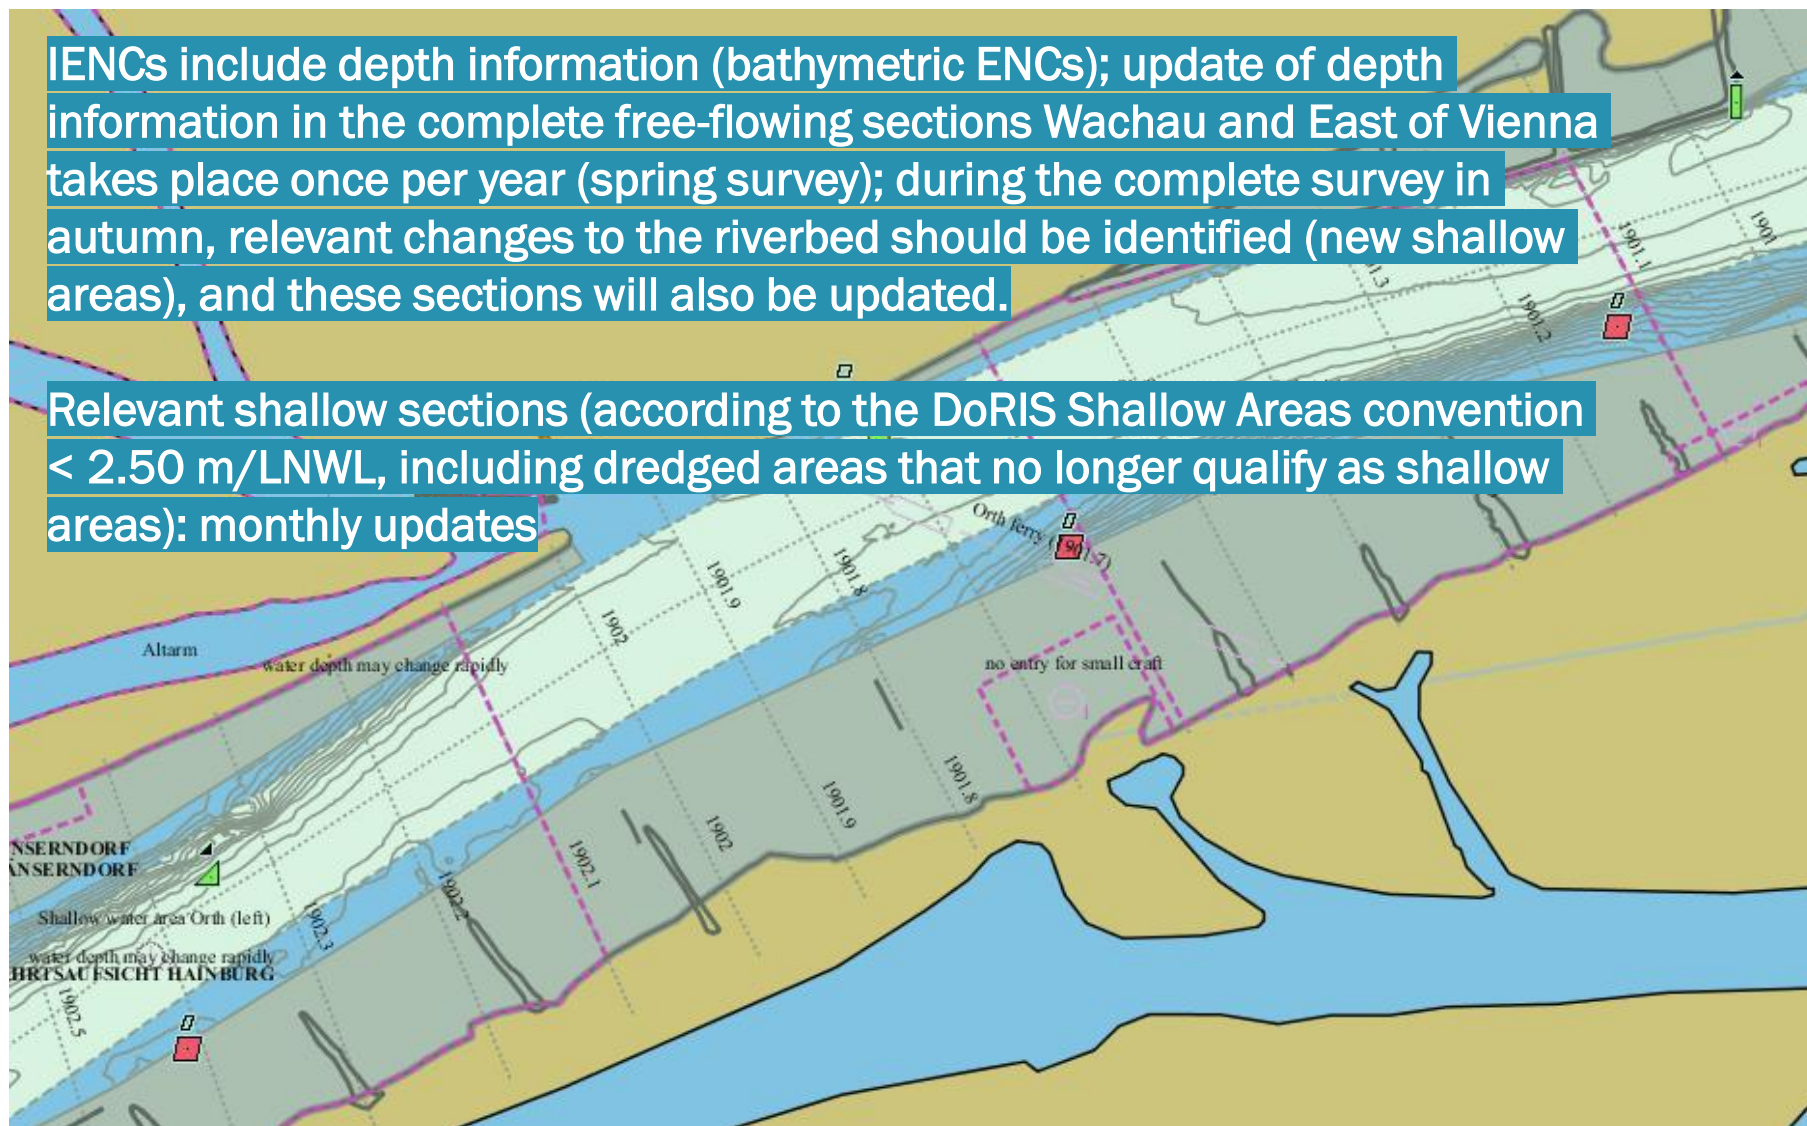 IENCs include depth information (bathymetric ENCs); update of depth
information in the complete free-flowing sections Wachau and East of Vienna
takes place once per year (spring survey); during the complete survey in
autumn, relevant changes to the riverbed should be identified (new shallow
areas), and these sections will also be updated.
Relevant shallow sections (according to the DoRIS Shallow Areas convention
< 2.50 m/LNWL, including dredged areas that no longer qualify as shallow
areas): monthly updates
1901
1901.1
1901.2
Orth ferry
1901.8
1901.9
1902
Altarm
water depth may change rapidly
no entry for small craft
1901.8
1901.9
1902
1902.1
NSERNDORF
ANSERNDORF
1902.2
Shallow water area Orth (left)
1902.3
water depth may change rapidly
HRTSAUFSICHT HAINBURG
1902.5